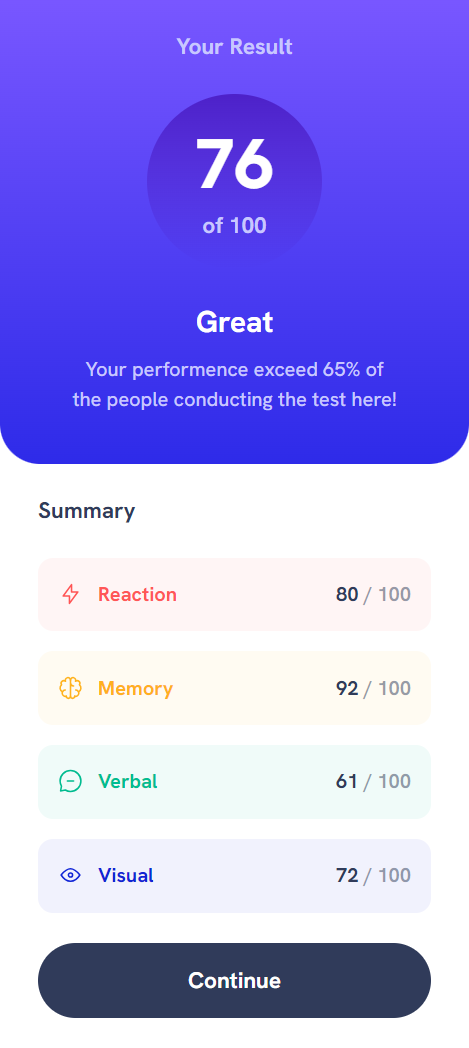 Your Result
76
of 100
Great
Your performence exceed 65% of
the people conducting the test here!
Summary
Reaction 80 / 100
Memory 92 / 100
Verbal 61 / 100
Visual 72 / 100
Continue